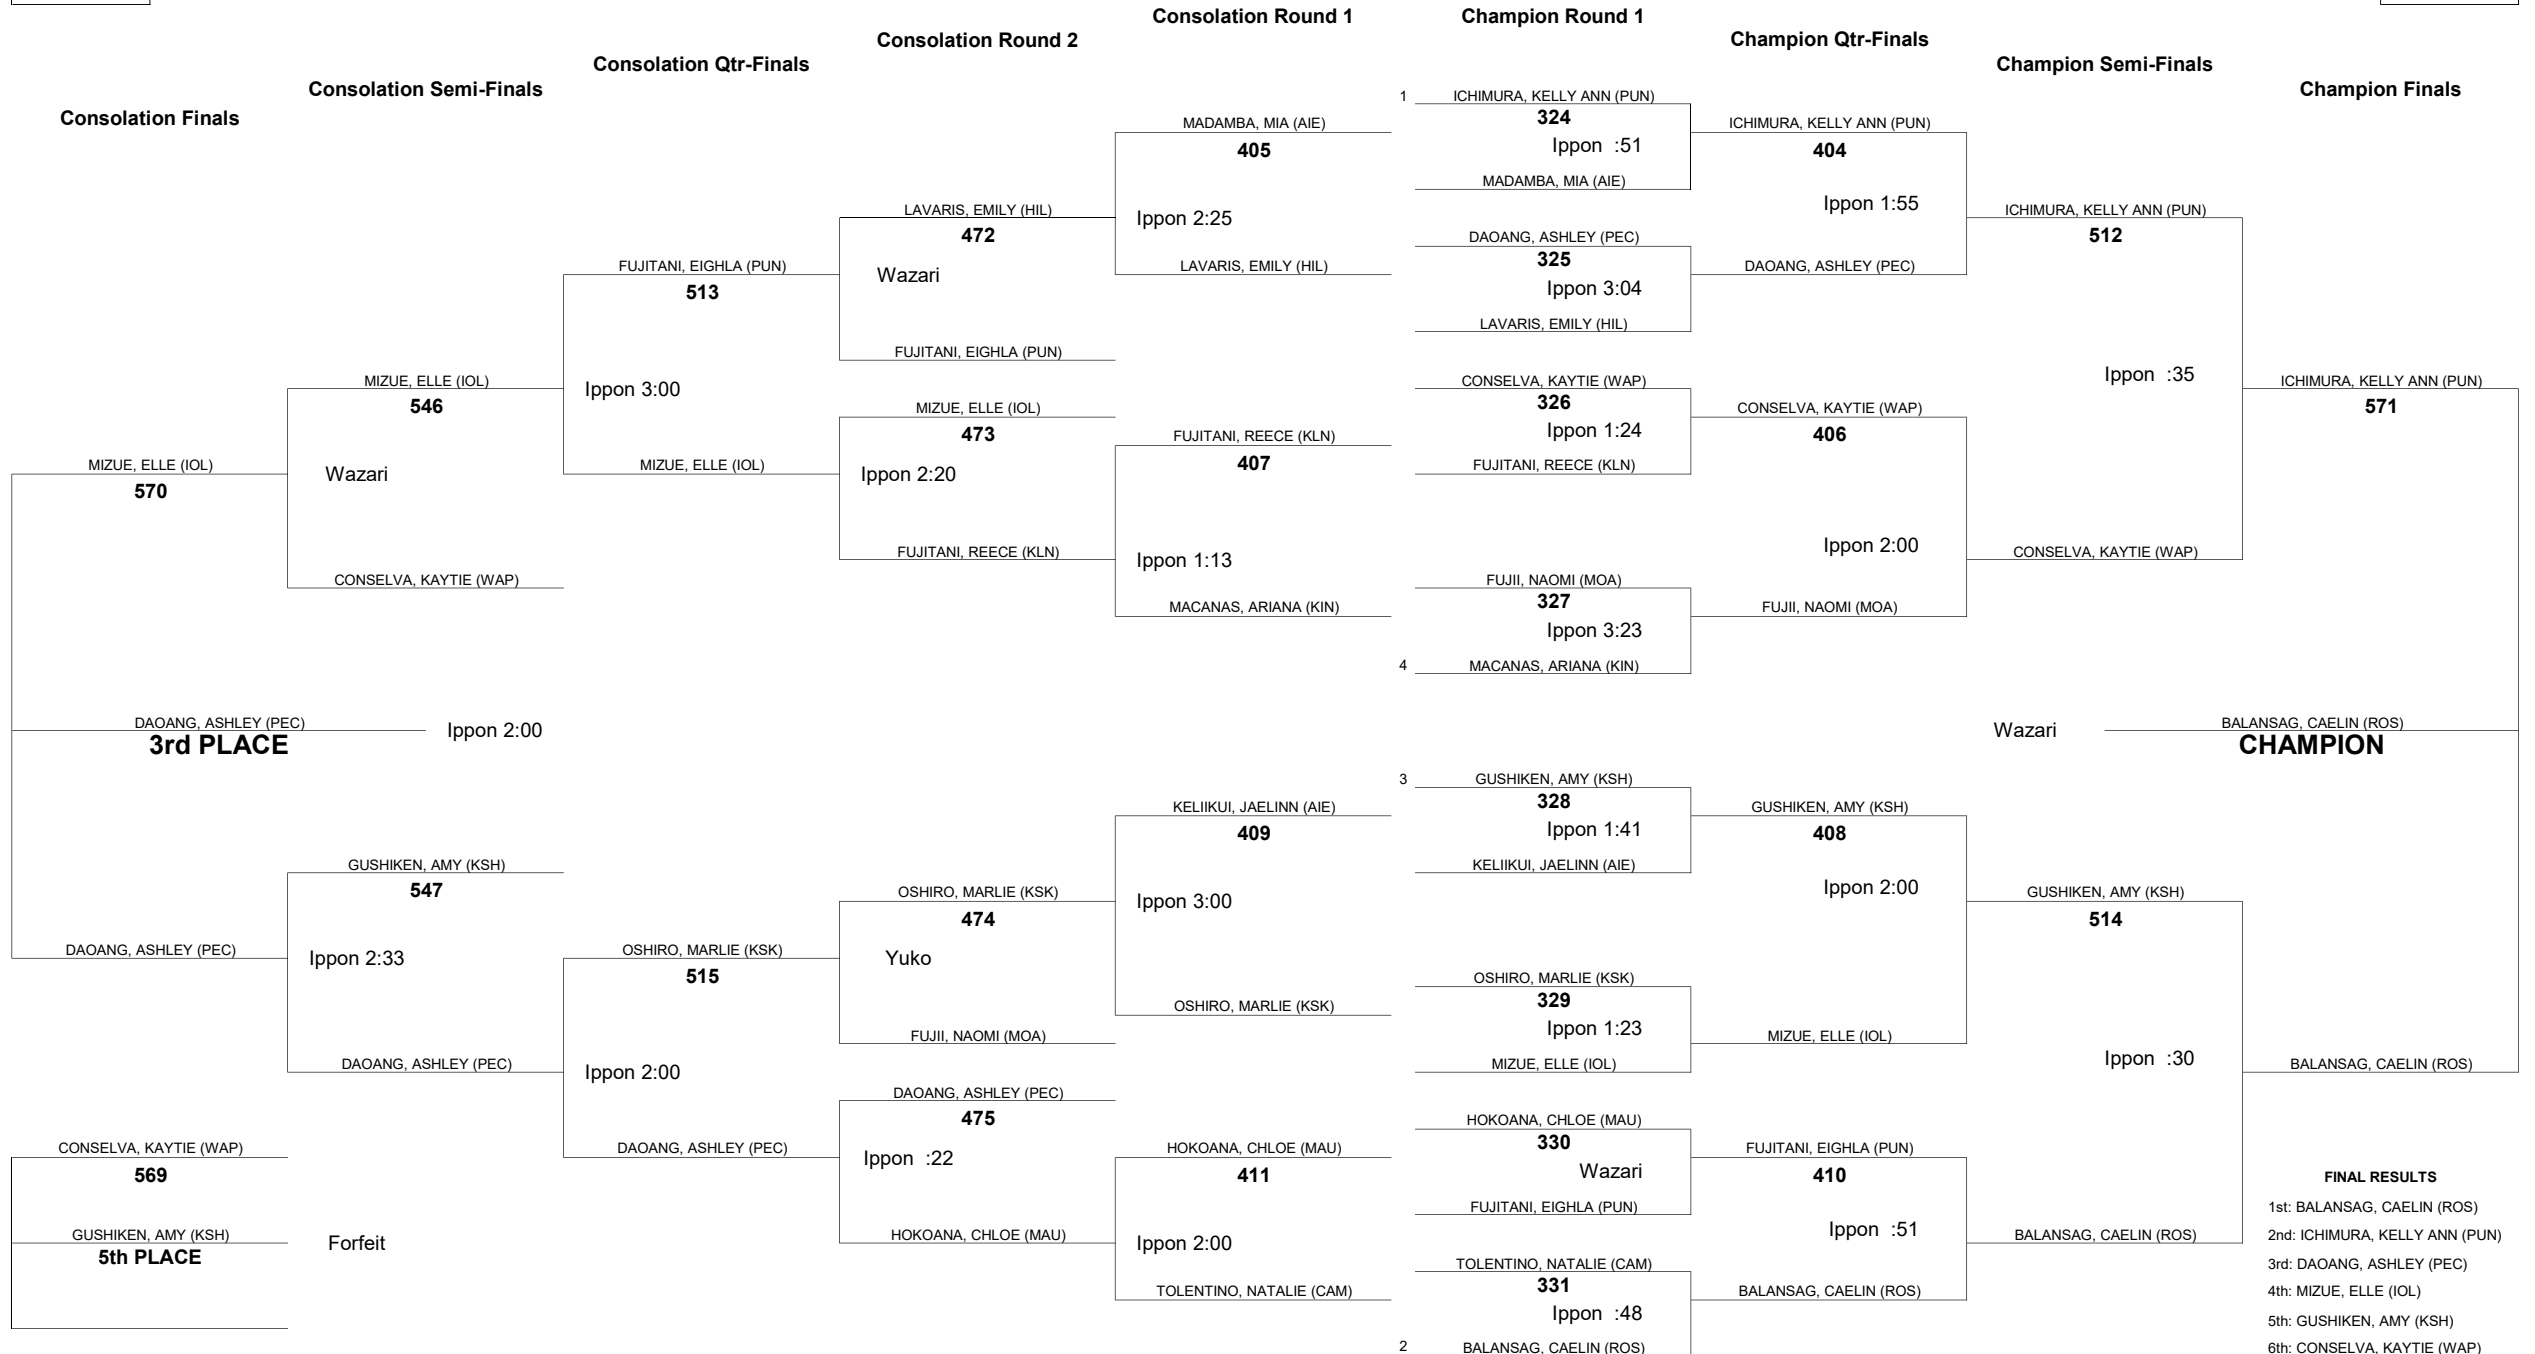 Consolation Finals
Consolation Semi-Finals
Consolation Qtr-Finals
Consolation Round 2
Consolation Round 1
Champion Round 1
Champion Qtr-Finals
Champion Semi-Finals
Champion Finals
MIZUE, ELLE (IOL)
570
DAOANG, ASHLEY (PEC)
3rd PLACE
Ippon 2:00
DAOANG, ASHLEY (PEC)
CONSELVA, KAYTIE (WAP)
569
GUSHIKEN, AMY (KSH)
5th PLACE
Forfeit
MIZUE, ELLE (IOL)
546
Wazari
CONSELVA, KAYTIE (WAP)
GUSHIKEN, AMY (KSH)
547
Ippon 2:33
DAOANG, ASHLEY (PEC)
FUJITANI, EIGHLA (PUN)
513
Ippon 3:00
MIZUE, ELLE (IOL)
OSHIRO, MARLIE (KSK)
515
Ippon 2:00
DAOANG, ASHLEY (PEC)
LAVARIS, EMILY (HIL)
472
Wazari
FUJITANI, EIGHLA (PUN)
MIZUE, ELLE (IOL)
473
Ippon 2:20
FUJITANI, REECE (KLN)
OSHIRO, MARLIE (KSK)
474
Yuko
FUJII, NAOMI (MOA)
DAOANG, ASHLEY (PEC)
475
Ippon :22
HOKOANA, CHLOE (MAU)
MADAMBA, MIA (AIE)
405
Ippon 2:25
LAVARIS, EMILY (HIL)
FUJITANI, REECE (KLN)
407
Ippon 1:13
MACANAS, ARIANA (KIN)
KELIIKUI, JAELINN (AIE)
409
Ippon 3:00
OSHIRO, MARLIE (KSK)
HOKOANA, CHLOE (MAU)
411
Ippon 2:00
TOLENTINO, NATALIE (CAM)
1
ICHIMURA, KELLY ANN (PUN)
324
Ippon :51
MADAMBA, MIA (AIE)
DAOANG, ASHLEY (PEC)
325
Ippon 3:04
LAVARIS, EMILY (HIL)
CONSELVA, KAYTIE (WAP)
326
Ippon 1:24
FUJITANI, REECE (KLN)
FUJII, NAOMI (MOA)
327
Ippon 3:23
4
MACANAS, ARIANA (KIN)
3
GUSHIKEN, AMY (KSH)
328
Ippon 1:41
KELIIKUI, JAELINN (AIE)
OSHIRO, MARLIE (KSK)
329
Ippon 1:23
MIZUE, ELLE (IOL)
HOKOANA, CHLOE (MAU)
330
Wazari
FUJITANI, EIGHLA (PUN)
TOLENTINO, NATALIE (CAM)
331
Ippon :48
2
BALANSAG, CAELIN (ROS)
ICHIMURA, KELLY ANN (PUN)
404
Ippon 1:55
DAOANG, ASHLEY (PEC)
CONSELVA, KAYTIE (WAP)
406
Ippon 2:00
FUJII, NAOMI (MOA)
GUSHIKEN, AMY (KSH)
408
Ippon 2:00
MIZUE, ELLE (IOL)
FUJITANI, EIGHLA (PUN)
410
Ippon :51
BALANSAG, CAELIN (ROS)
ICHIMURA, KELLY ANN (PUN)
512
Ippon :35
CONSELVA, KAYTIE (WAP)
GUSHIKEN, AMY (KSH)
514
Ippon :30
BALANSAG, CAELIN (ROS)
ICHIMURA, KELLY ANN (PUN)
571
Wazari
BALANSAG, CAELIN (ROS)
CHAMPION
BALANSAG, CAELIN (ROS)
FINAL RESULTS
1st: BALANSAG, CAELIN (ROS)
2nd: ICHIMURA, KELLY ANN (PUN)
3rd: DAOANG, ASHLEY (PEC)
4th: MIZUE, ELLE (IOL)
5th: GUSHIKEN, AMY (KSH)
6th: CONSELVA, KAYTIE (WAP)